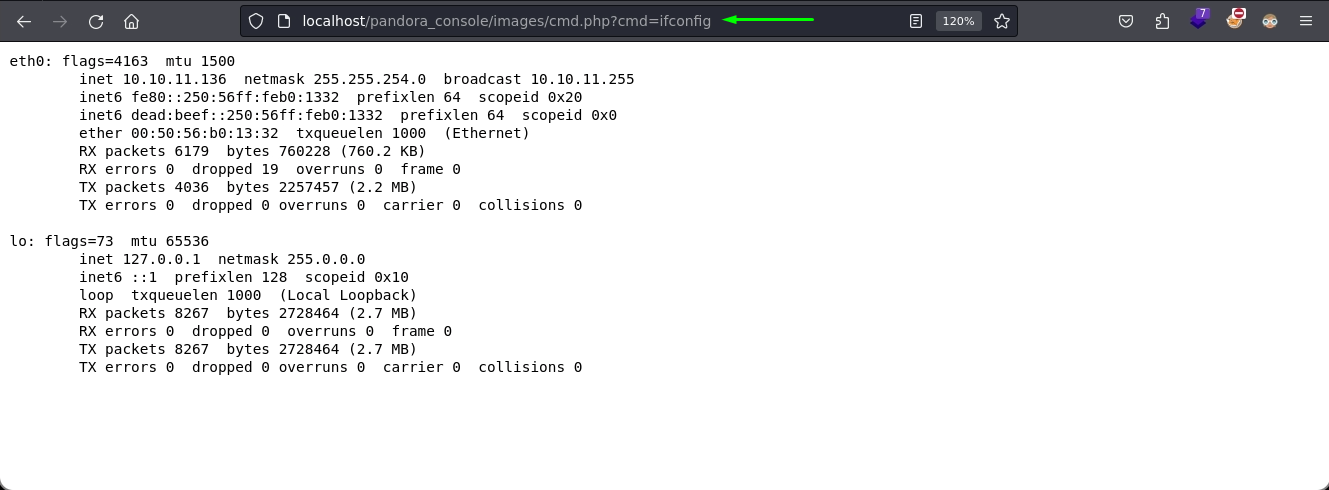 localhost/pandora_console/images/cmd.php?cmd=ifconfig
120%
7
eth0: flags=4163  mtu 1500
        inet 10.10.11.136  netmask 255.255.254.0  broadcast 10.10.11.255
        inet6 fe80::250:56ff:feb0:1332  prefixlen 64  scopeid 0x20
        inet6 dead:beef::250:56ff:feb0:1332  prefixlen 64  scopeid 0x0
        ether 00:50:56:b0:13:32  txqueuelen 1000  (Ethernet)
        RX packets 6179  bytes 760228 (760.2 KB)
        RX errors 0  dropped 19  overruns 0  frame 0
        TX packets 4036  bytes 2257457 (2.2 MB)
        TX errors 0  dropped 0 overruns 0  carrier 0  collisions 0
lo: flags=73  mtu 65536
        inet 127.0.0.1  netmask 255.0.0.0
        inet6 ::1  prefixlen 128  scopeid 0x10
        loop  txqueuelen 1000  (Local Loopback)
        RX packets 8267  bytes 2728464 (2.7 MB)
        RX errors 0  dropped 0  overruns 0  frame 0
        TX packets 8267  bytes 2728464 (2.7 MB)
        TX errors 0  dropped 0 overruns 0  carrier 0  collisions 0